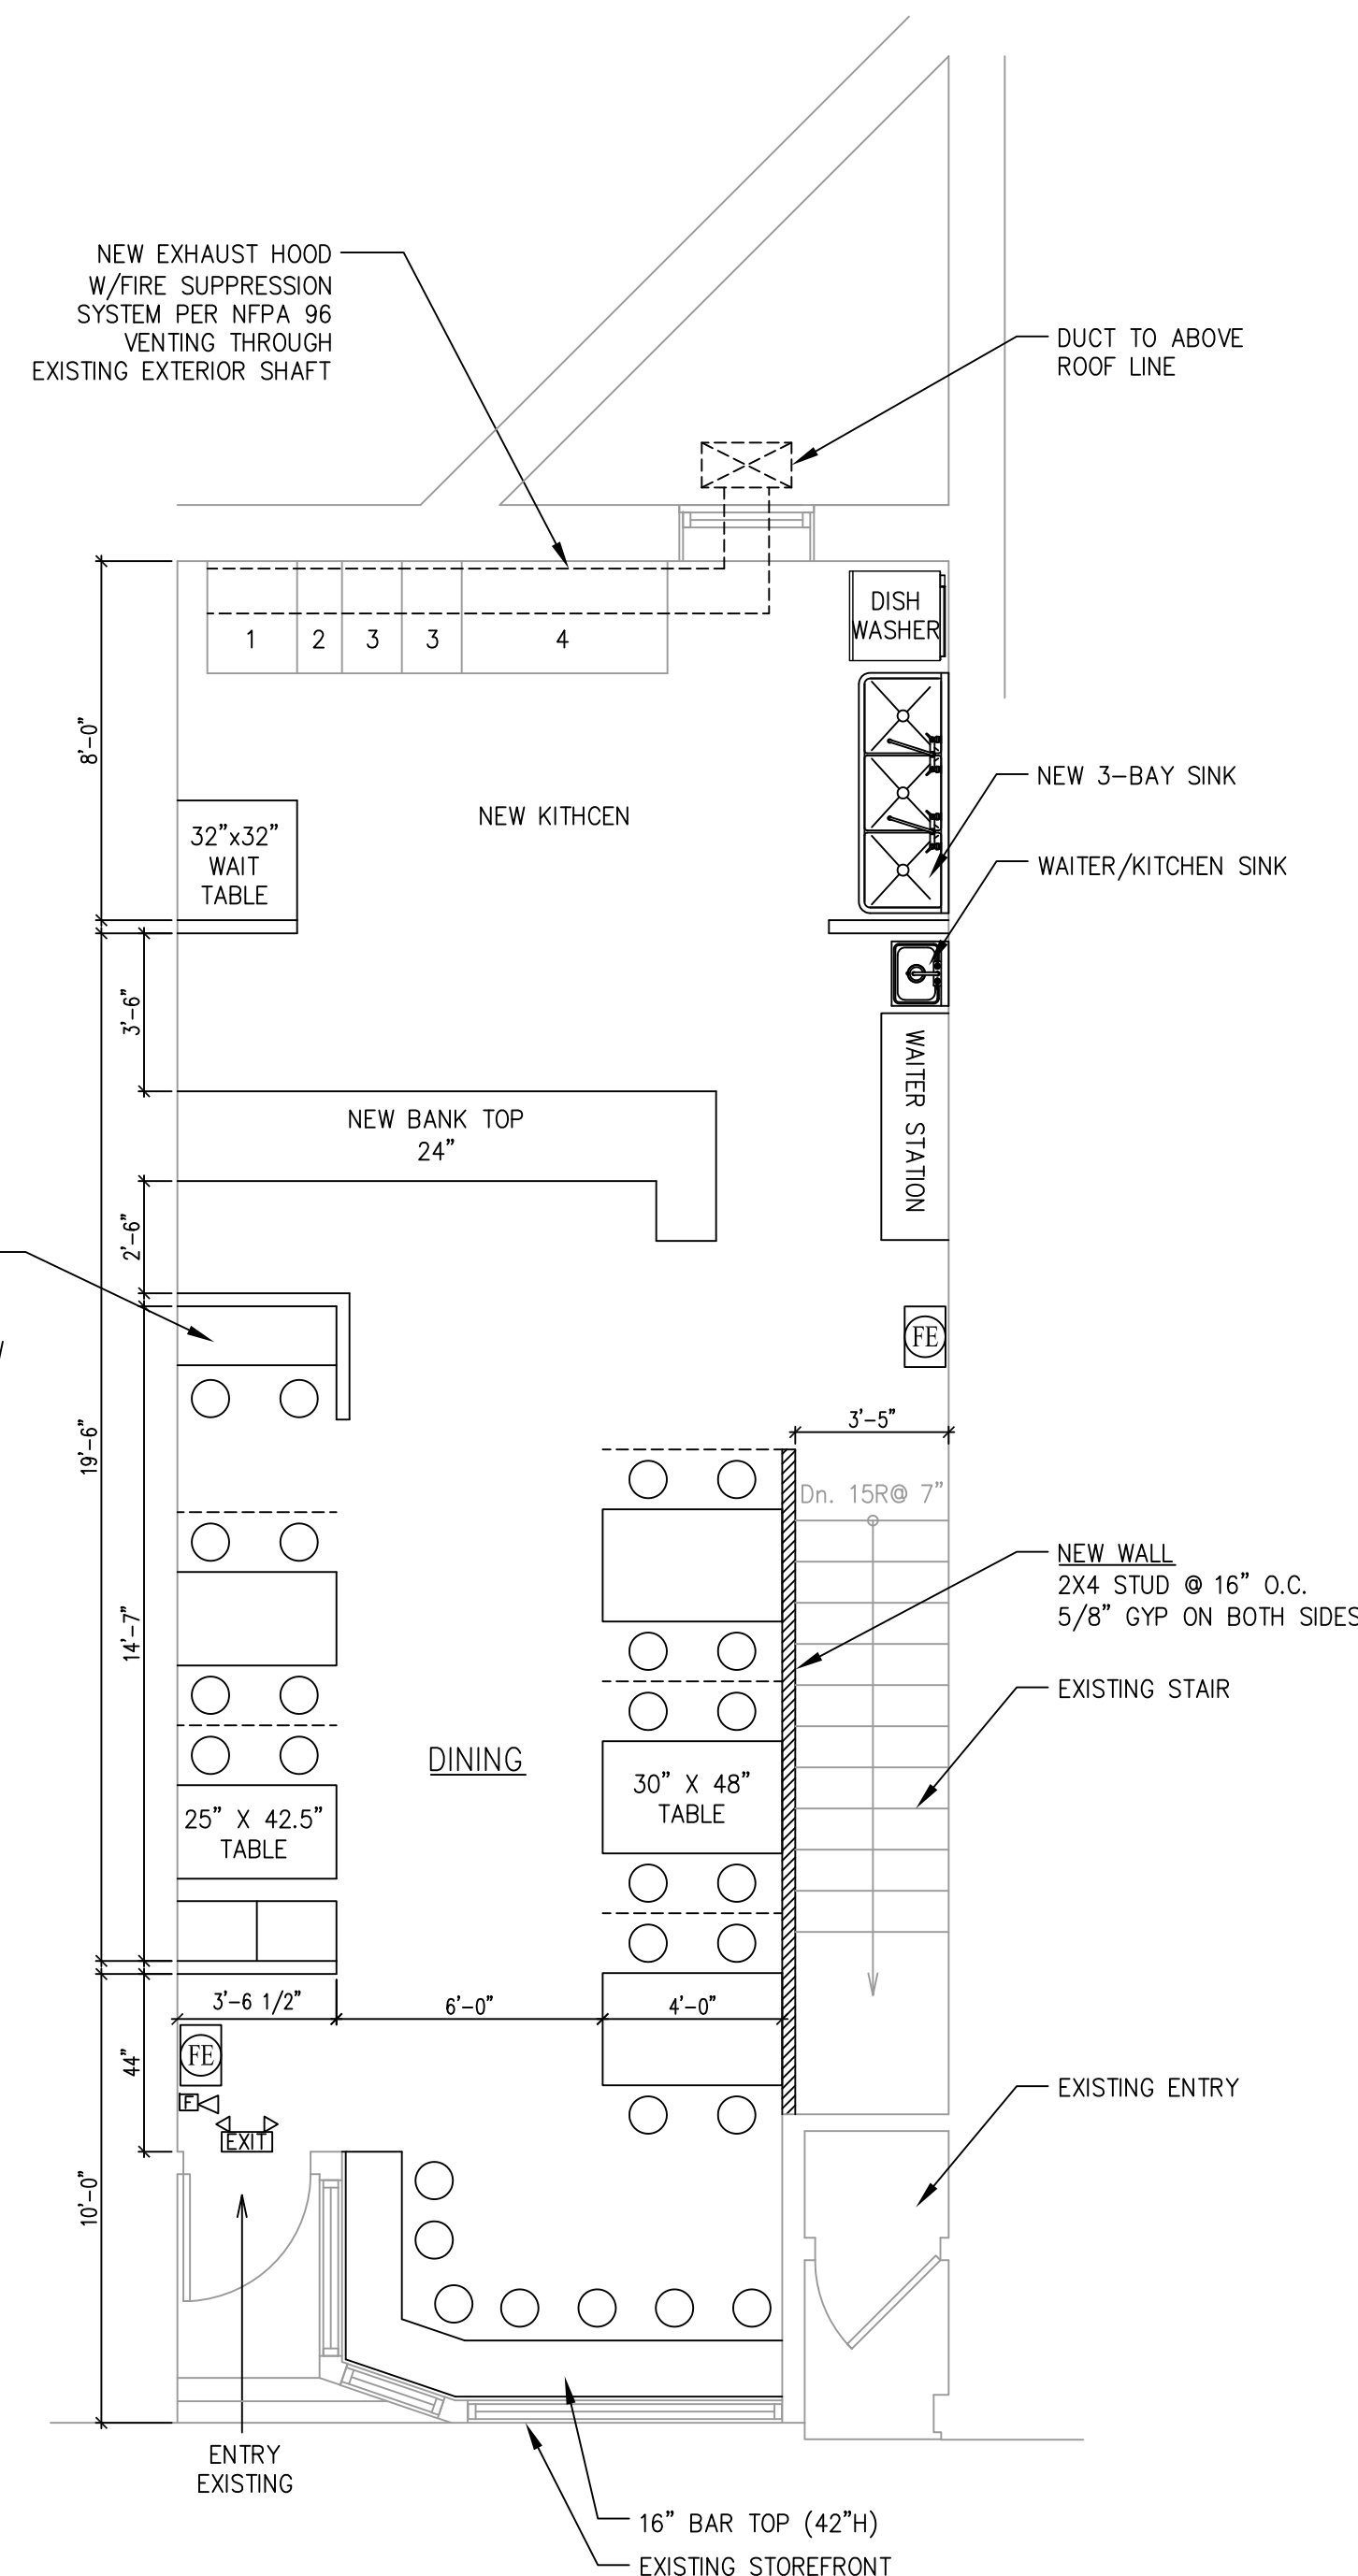 NEW EXHAUST HOOD
W/FIRE SUPPRESSION
SYSTEM PER NFPA 96
VENTING THROUGH
EXISTING EXTERIOR SHAFT
DUCT TO ABOVE
ROOF LINE
1
2
3
3
4
DISH
WASHER
8'-0"
NEW 3-BAY SINK
NEW KITHCEN
32"x32"
WAIT
TABLE
WAITER/KITCHEN SINK
3'-6"
WAITER STATION
NEW BANK TOP
24"
2'-6"
FE
19'-6"
3'-5"
Dn. 15R@ 7"
NEW WALL
2X4 STUD @ 16" O.C.
5/8" GYP ON BOTH SIDES
14'-7"
EXISTING STAIR
DINING
30" X 48"
TABLE
25" X 42.5"
TABLE
3'-6 1/2"
6'-0"
4'-0"
FE
44"
F
EXIT
EXISTING ENTRY
10'-0"
ENTRY
EXISTING
16" BAR TOP (42"H)
EXISTING STOREFRONT